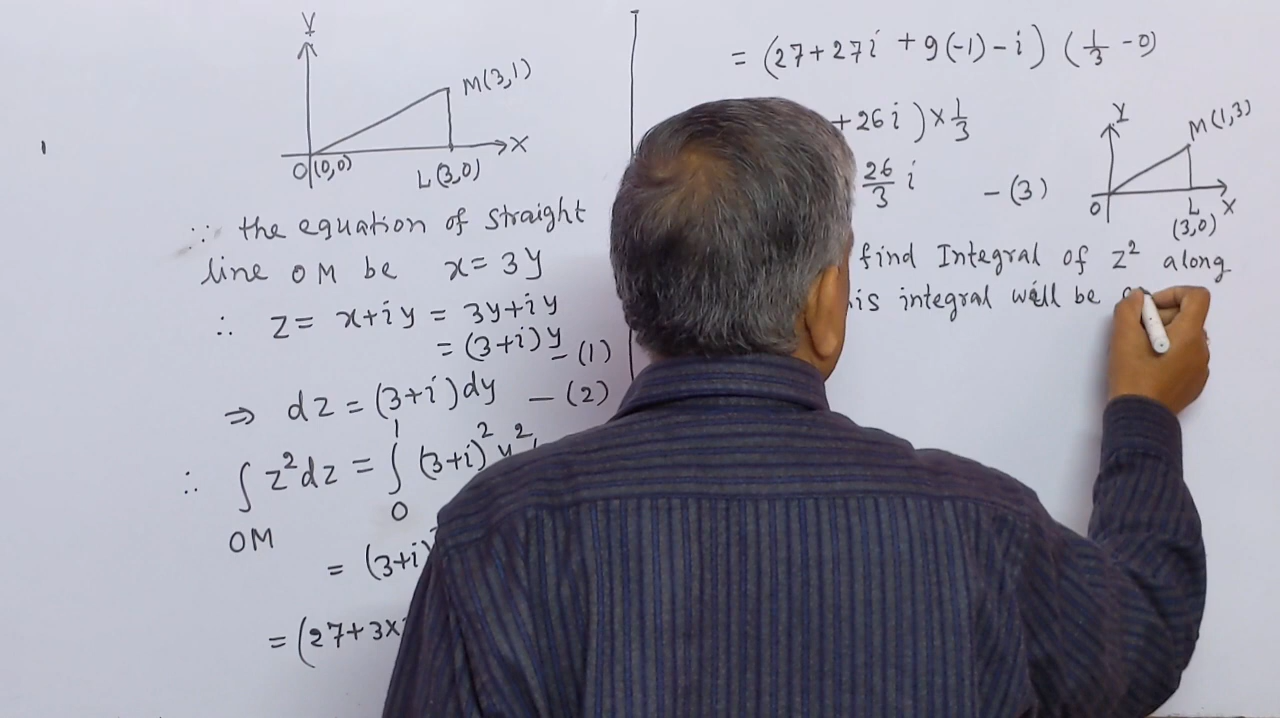 Y
M(3,1)
X
O(0,0)
L(3,0)
∴ the equation of straight
line OM be x = 3y
∴ z = x+iy = 3y+iy
= (3+i)y - (1)
⇒ dz = (3+i)dy - (2)
∴ ∫ z²dz = ∫ (3+i)² y²
1
0
OM
= (3+i)
= (27+3×
= (27+27i +9(-1)-i) (1/3 -0)
+26i) × 1/3
26/3 i - (3)
Y
M(1,3)
O
L
X
(3,0)
find Integral of z² along
is integral will be